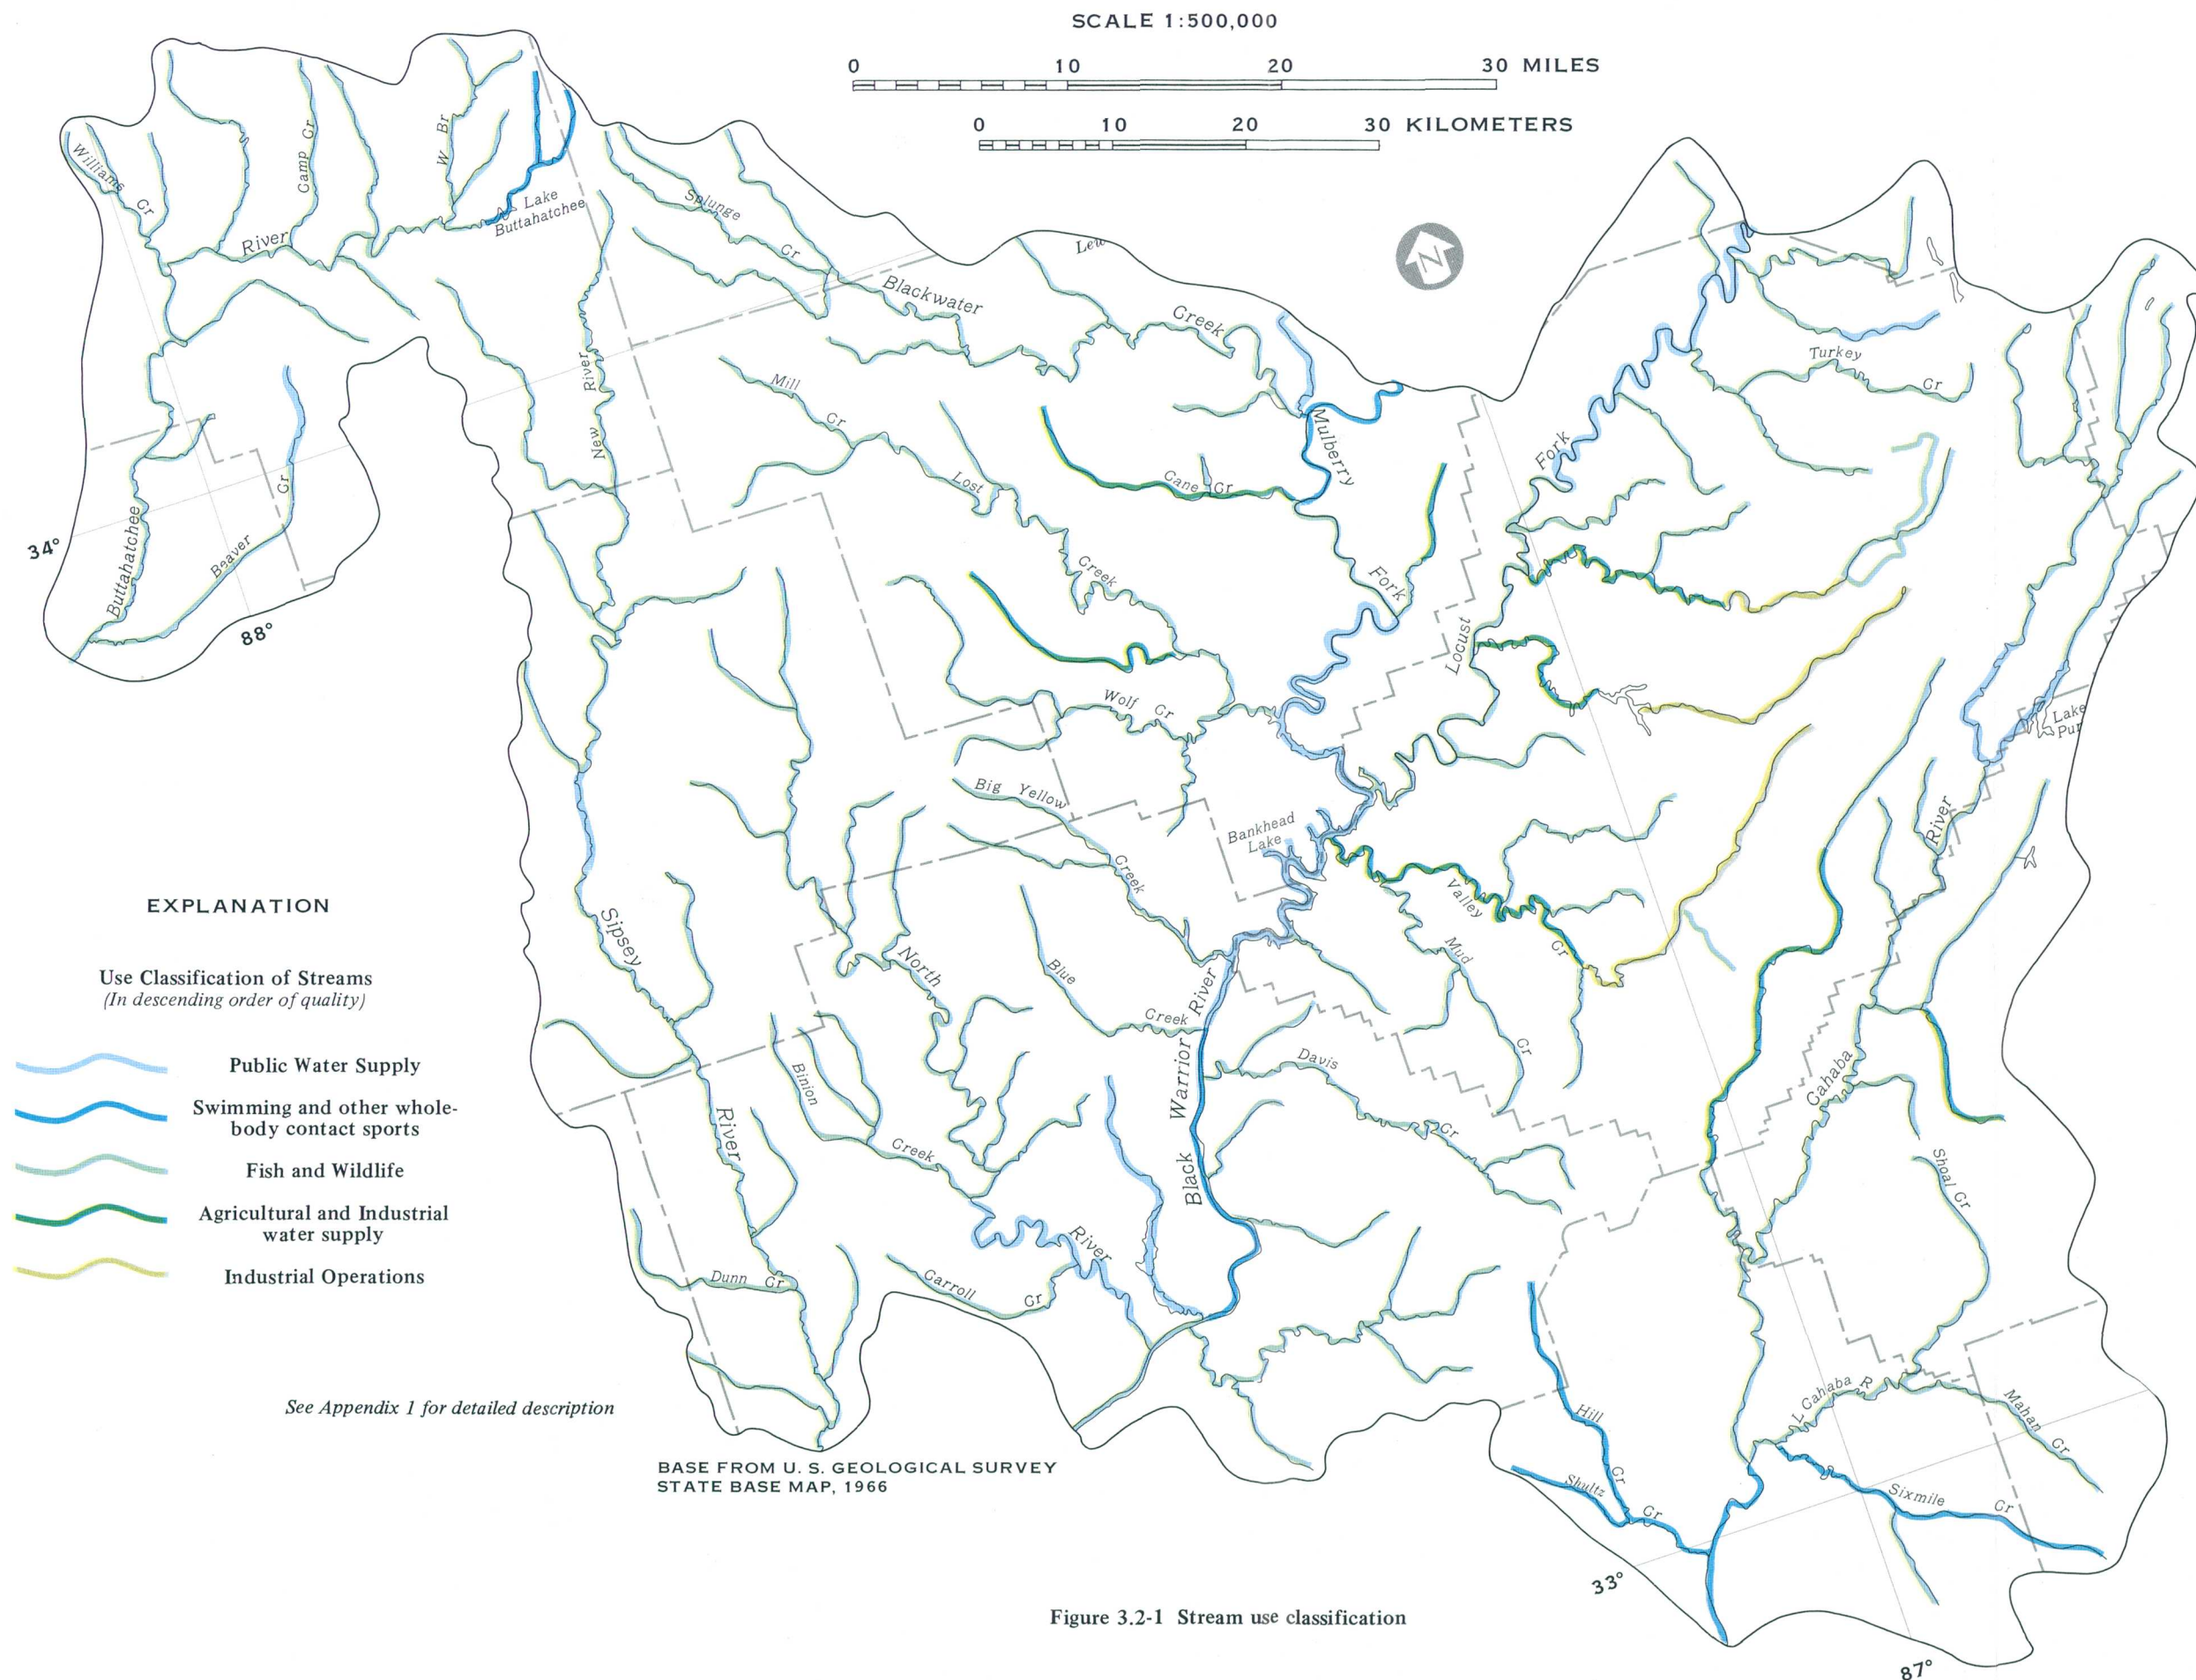 SCALE 1:500,000
0 10 20 30 MILES
0 10 20 30 KILOMETERS
N
Williams Cr
Camp Cr
W Br
River
Lake
Buttahatchee
Splunge Cr
Blackwater Creek
New River
Mill Cr
Lost Creek
Cane Cr
Mulberry Fork
Locust Fork
Turkey Cr
34°
88°
Buttahatchee
Beaver Cr
Wolf Cr
Big Yellow Creek
Bankhead
Lake
Valley Cr
Mud Cr
Lake
Pur
River
Cahaba
Sipsey River
North River
Blue Creek
Black Warrior River
Davis Cr
Binion Creek
Dunn Cr
Carroll Cr
Shoal Cr
L Cahaba R
Mahan Cr
Hill Cr
Shultz Cr
Sixmile Cr
33°
87°
EXPLANATION
Use Classification of Streams
(In descending order of quality)
Public Water Supply
Swimming and other whole-
body contact sports
Fish and Wildlife
Agricultural and Industrial
water supply
Industrial Operations
See Appendix 1 for detailed description
BASE FROM U. S. GEOLOGICAL SURVEY
STATE BASE MAP, 1966
Figure 3.2-1 Stream use classification